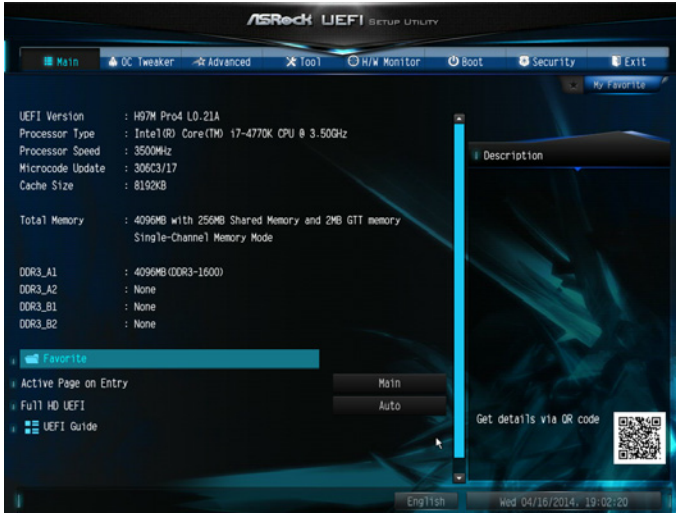 ASRock UEFI SETUP UTILITY
Main OC Tweaker Advanced Tool H/W Monitor Boot Security Exit
My Favorite
UEFI Version : H97M Pro4 L0.21A
Processor Type : Intel(R) Core(TM) i7-4770K CPU @ 3.50GHz
Processor Speed : 3500MHz
Microcode Update : 306C3/17
Cache Size : 8192KB
Description
Total Memory : 4096MB with 256MB Shared Memory and 2MB GTT memory
Single-Channel Memory Mode
DDR3_A1 : 4096MB(DDR3-1600)
DDR3_A2 : None
DDR3_B1 : None
DDR3_B2 : None
Favorite
Active Page on Entry Main
Full HD UEFI Auto
UEFI Guide
Get details via QR code
English Wed 04/16/2014. 19:02:20